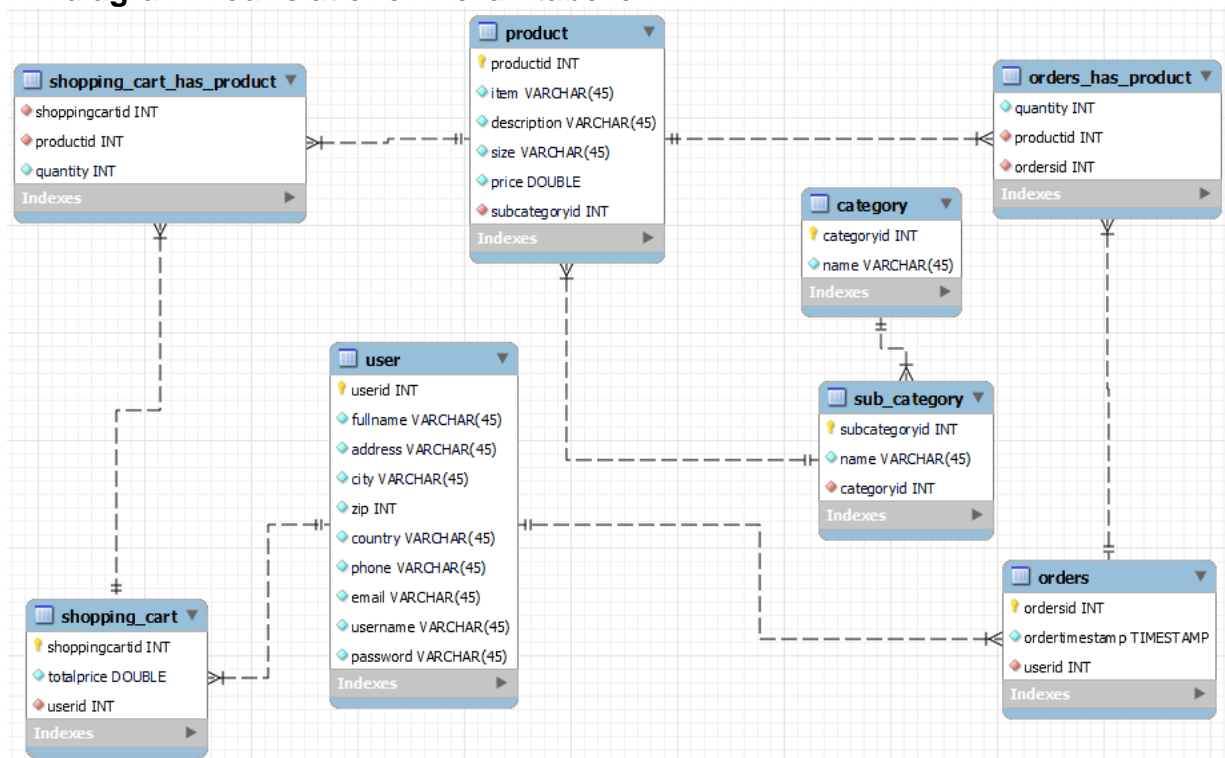 product
productid INT
item VARCHAR(45)
description VARCHAR(45)
size VARCHAR(45)
price DOUBLE
subcategoryid INT
Indexes
shopping_cart_has_product
shoppingcartid INT
productid INT
quantity INT
Indexes
orders_has_product
quantity INT
productid INT
ordersid INT
Indexes
category
categoryid INT
name VARCHAR(45)
Indexes
user
userid INT
fullname VARCHAR(45)
address VARCHAR(45)
city VARCHAR(45)
zip INT
country VARCHAR(45)
phone VARCHAR(45)
email VARCHAR(45)
username VARCHAR(45)
password VARCHAR(45)
Indexes
sub_category
subcategoryid INT
name VARCHAR(45)
categoryid INT
Indexes
shopping_cart
shoppingcartid INT
totalprice DOUBLE
userid INT
Indexes
orders
ordersid INT
ordertimestamp TIMESTAMP
userid INT
Indexes